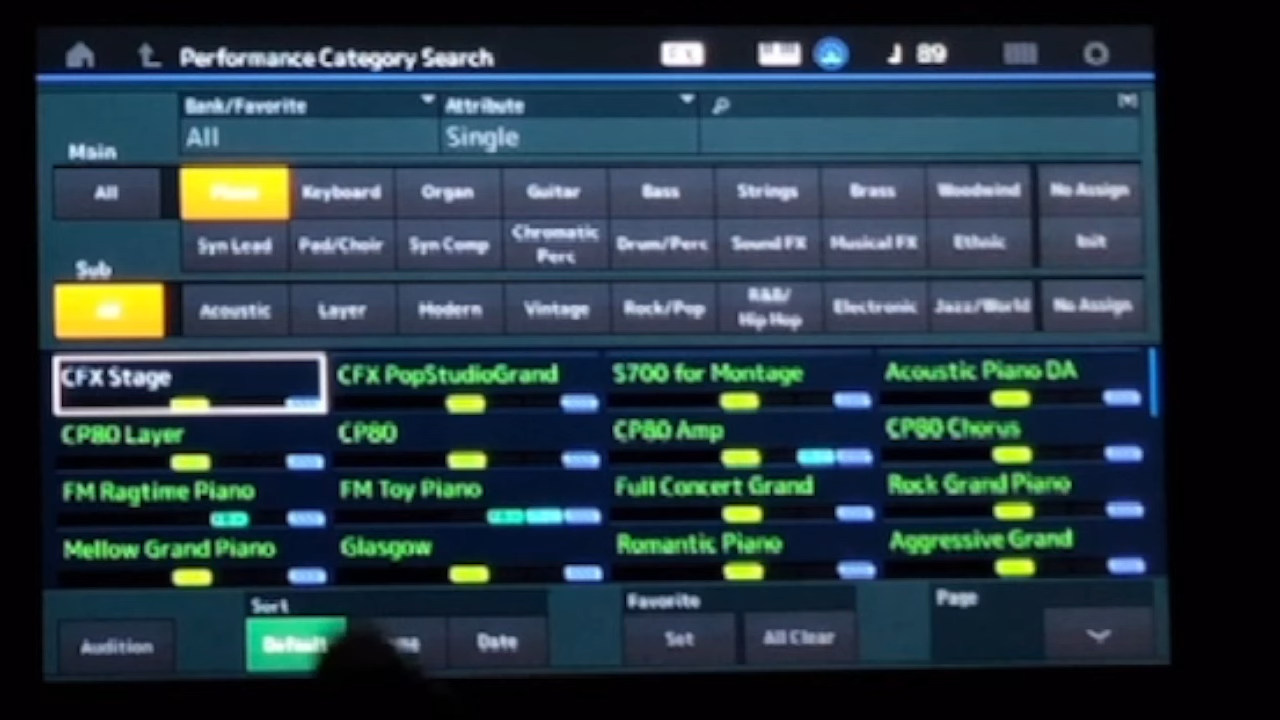 Performance Category Search
89
Bank/Favorite Attribute
All Single
Main
All Piano Keyboard Organ Guitar Bass Strings Brass Woodwind No Assign
Syn Lead Pad/Choir Syn Comp Chromatic Perc Drum/Perc Sound FX Musical FX Ethnic Init
Sub
All Acoustic Layer Modern Vintage Rock/Pop R&B/ Hip Hop Electronic Jazz/World No Assign
CFX Stage CFX PopStudioGrand S700 for Montage Acoustic Piano DA
CP80 Layer CP80 CP80 Amp CP80 Chorus
FM Ragtime Piano FM Toy Piano Full Concert Grand Rock Grand Piano
Mellow Grand Piano Glasgow Romantic Piano Aggressive Grand
Sort Favorite Page
Audition Default Date Set All Clear